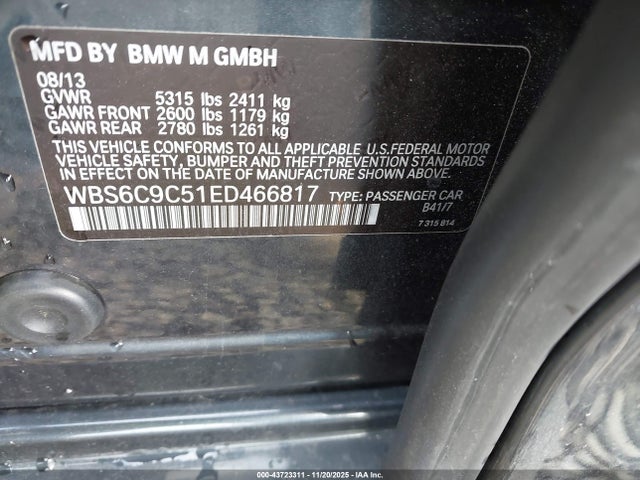 MFD BY BMW M GMBH
08/13
GVWR 5315 lbs 2411 kg
GAWR FRONT 2600 lbs 1179 kg
GAWR REAR 2780 lbs 1261 kg
THIS VEHICLE CONFORMS TO ALL APPLICABLE U.S.FEDERAL MOTOR
VEHICLE SAFETY, BUMPER AND THEFT PREVENTION STANDARDS
IN EFFECT ON THE DATE OF MANUFACTURE SHOWN ABOVE.
WBS6C9C51ED466817 TYPE: PASSENGER CAR
B41/7
7 315 814
000-43723311 - 11/20/2025 - IAA Inc.